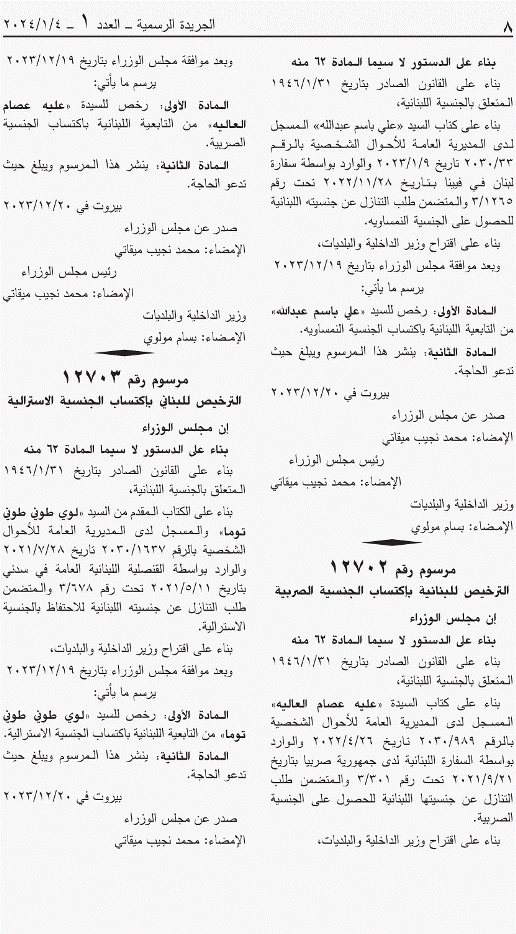 ٨
الجريدة الرسمية ـ العدد ١ ـ ٢٠٢٤/١/٤
بناء على الدستور لا سيما المادة ٦٢ منه
بناء على القانون الصادر بتاريخ ١٩٤٦/١/٣١
المتعلق بالجنسية اللبنانية،
بناء على كتاب السيد «علي باسم عبدالله» المسجل
لدى المديرية العامة للأحوال الشخصية بالرقم
٢٠٣٠/٣٣ تاريخ ٢٠٢٣/١/٩ والوارد بواسطة سفارة
لبنان في فيينا بتاريخ ٢٠٢٢/١١/٢٨ تحت رقم
٣/١٢٦٥ والمتضمن طلب التنازل عن جنسيته اللبنانية
للحصول على الجنسية النمساويه.
بناء على اقتراح وزير الداخلية والبلديات،
وبعد موافقة مجلس الوزراء بتاريخ ٢٠٢٣/١٢/١٩
يرسم ما يأتي:
المادة الأولى: رخص للسيد «علي باسم عبدالله»
من التابعية اللبنانية بإكتساب الجنسية النمساويه.
المادة الثانية: ينشر هذا المرسوم ويبلغ حيث
تدعو الحاجة.
بيروت في ٢٠٢٣/١٢/٢٠
صدر عن مجلس الوزراء
الإمضاء: محمد نجيب ميقاتي
رئيس مجلس الوزراء
الإمضاء: محمد نجيب ميقاتي
وزير الداخلية والبلديات
الإمضاء: بسام مولوي
مرسوم رقم ١٢٧٠٢
الترخيص للبنانية بإكتساب الجنسية الصربية
إن مجلس الوزراء
بناء على الدستور لا سيما المادة ٦٢ منه
بناء على القانون الصادر بتاريخ ١٩٤٦/١/٣١
المتعلق بالجنسية اللبنانية،
بناء على كتاب السيدة «عليه عصام العاليه»
المسجل لدى المديرية العامة للأحوال الشخصية
بالرقم ٢٠٣٠/٩٨٩ تاريخ ٢٠٢٢/٤/٢٦ والوارد
بواسطة السفارة اللبنانية لدى جمهورية صربيا بتاريخ
٢٠٢١/٩/٢١ تحت رقم ٣/٣٠١ والمتضمن طلب
التنازل عن جنسيتها اللبنانية للحصول على الجنسية
الصربية.
بناء على اقتراح وزير الداخلية والبلديات،
وبعد موافقة مجلس الوزراء بتاريخ ٢٠٢٣/١٢/١٩
يرسم ما يأتي:
المادة الأولى: رخص للسيدة «عليه عصام
العاليه» من التابعية اللبنانية بإكتساب الجنسية
الصربية.
المادة الثانية: ينشر هذا المرسوم ويبلغ حيث
تدعو الحاجة.
بيروت في ٢٠٢٣/١٢/٢٠
صدر عن مجلس الوزراء
الإمضاء: محمد نجيب ميقاتي
رئيس مجلس الوزراء
الإمضاء: محمد نجيب ميقاتي
وزير الداخلية والبلديات
الإمضاء: بسام مولوي
مرسوم رقم ١٢٧٠٣
الترخيص للبناني بإكتساب الجنسية الاسترالية
إن مجلس الوزراء
بناء على الدستور لا سيما المادة ٦٢ منه
بناء على القانون الصادر بتاريخ ١٩٤٦/١/٣١
المتعلق بالجنسية اللبنانية،
بناء على الكتاب المقدم من السيد «لوي طوني طوني
توما» والمسجل لدى المديرية العامة للأحوال
الشخصية بالرقم ٢٠٣٠/١٦٣٧ تاريخ ٢٠٢١/٧/٢٨
والوارد بواسطة القنصلية اللبنانية العامة في سدني
بتاريخ ٢٠٢١/٥/١١ تحت رقم ٣/٦٧٨ والمتضمن
طلب التنازل عن جنسيته اللبنانية للاحتفاظ بالجنسية
الاسترالية.
بناء على اقتراح وزير الداخلية والبلديات،
وبعد موافقة مجلس الوزراء بتاريخ ٢٠٢٣/١٢/١٩
يرسم ما يأتي:
المادة الأولى: رخص للسيد «لوي طوني طوني
توما» من التابعية اللبنانية بإكتساب الجنسية الاسترالية.
المادة الثانية: ينشر هذا المرسوم ويبلغ حيث
تدعو الحاجة.
بيروت في ٢٠٢٣/١٢/٢٠
صدر عن مجلس الوزراء
الإمضاء: محمد نجيب ميقاتي